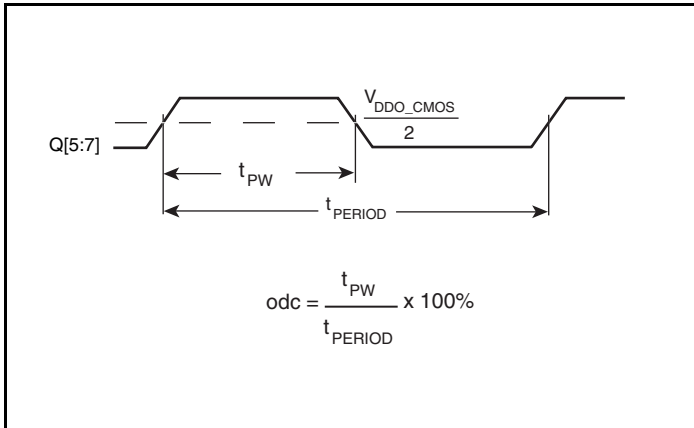 V_DDO_CMOS
2
Q[5:7]
t_PW
t_PERIOD
odc = t_PW / t_PERIOD x 100%